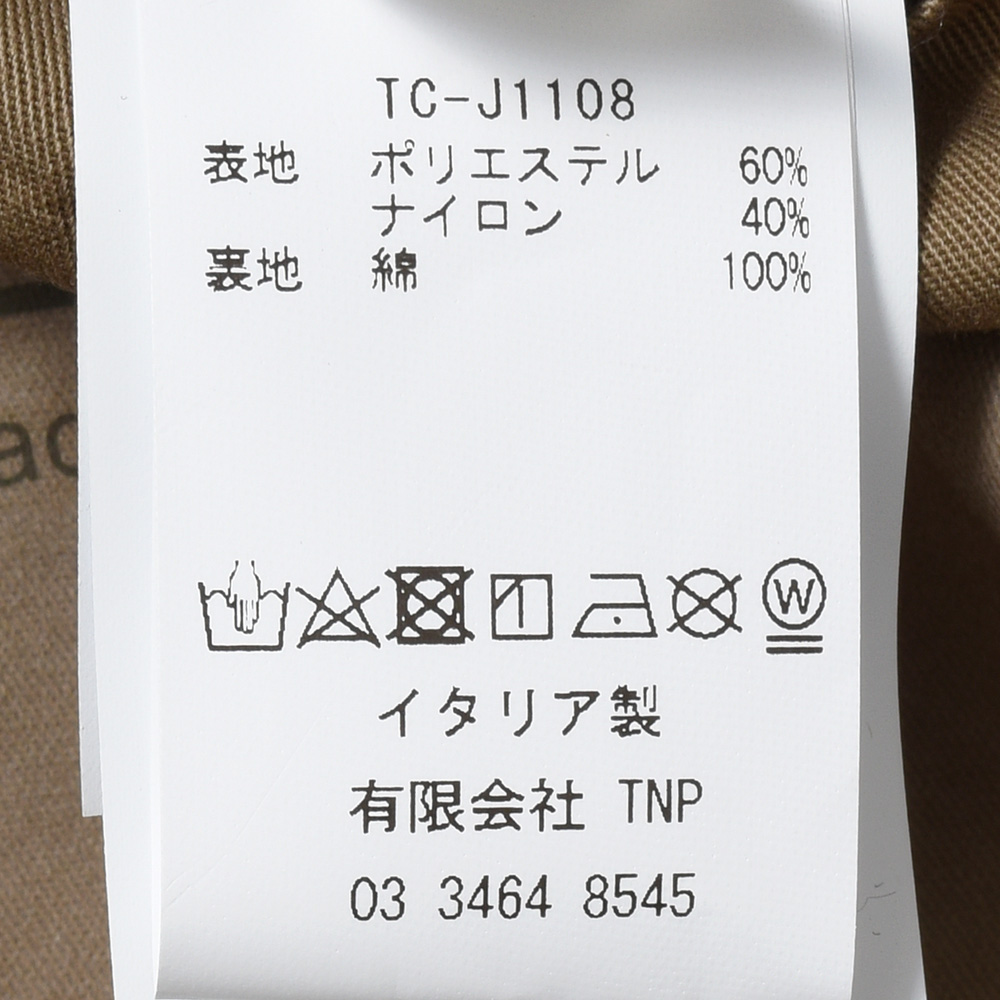 TC-J1108
表地 ポリエステル 60%
ナイロン 40%
裏地 綿 100%
W
イタリア製
有限会社 TNP
03 3464 8545